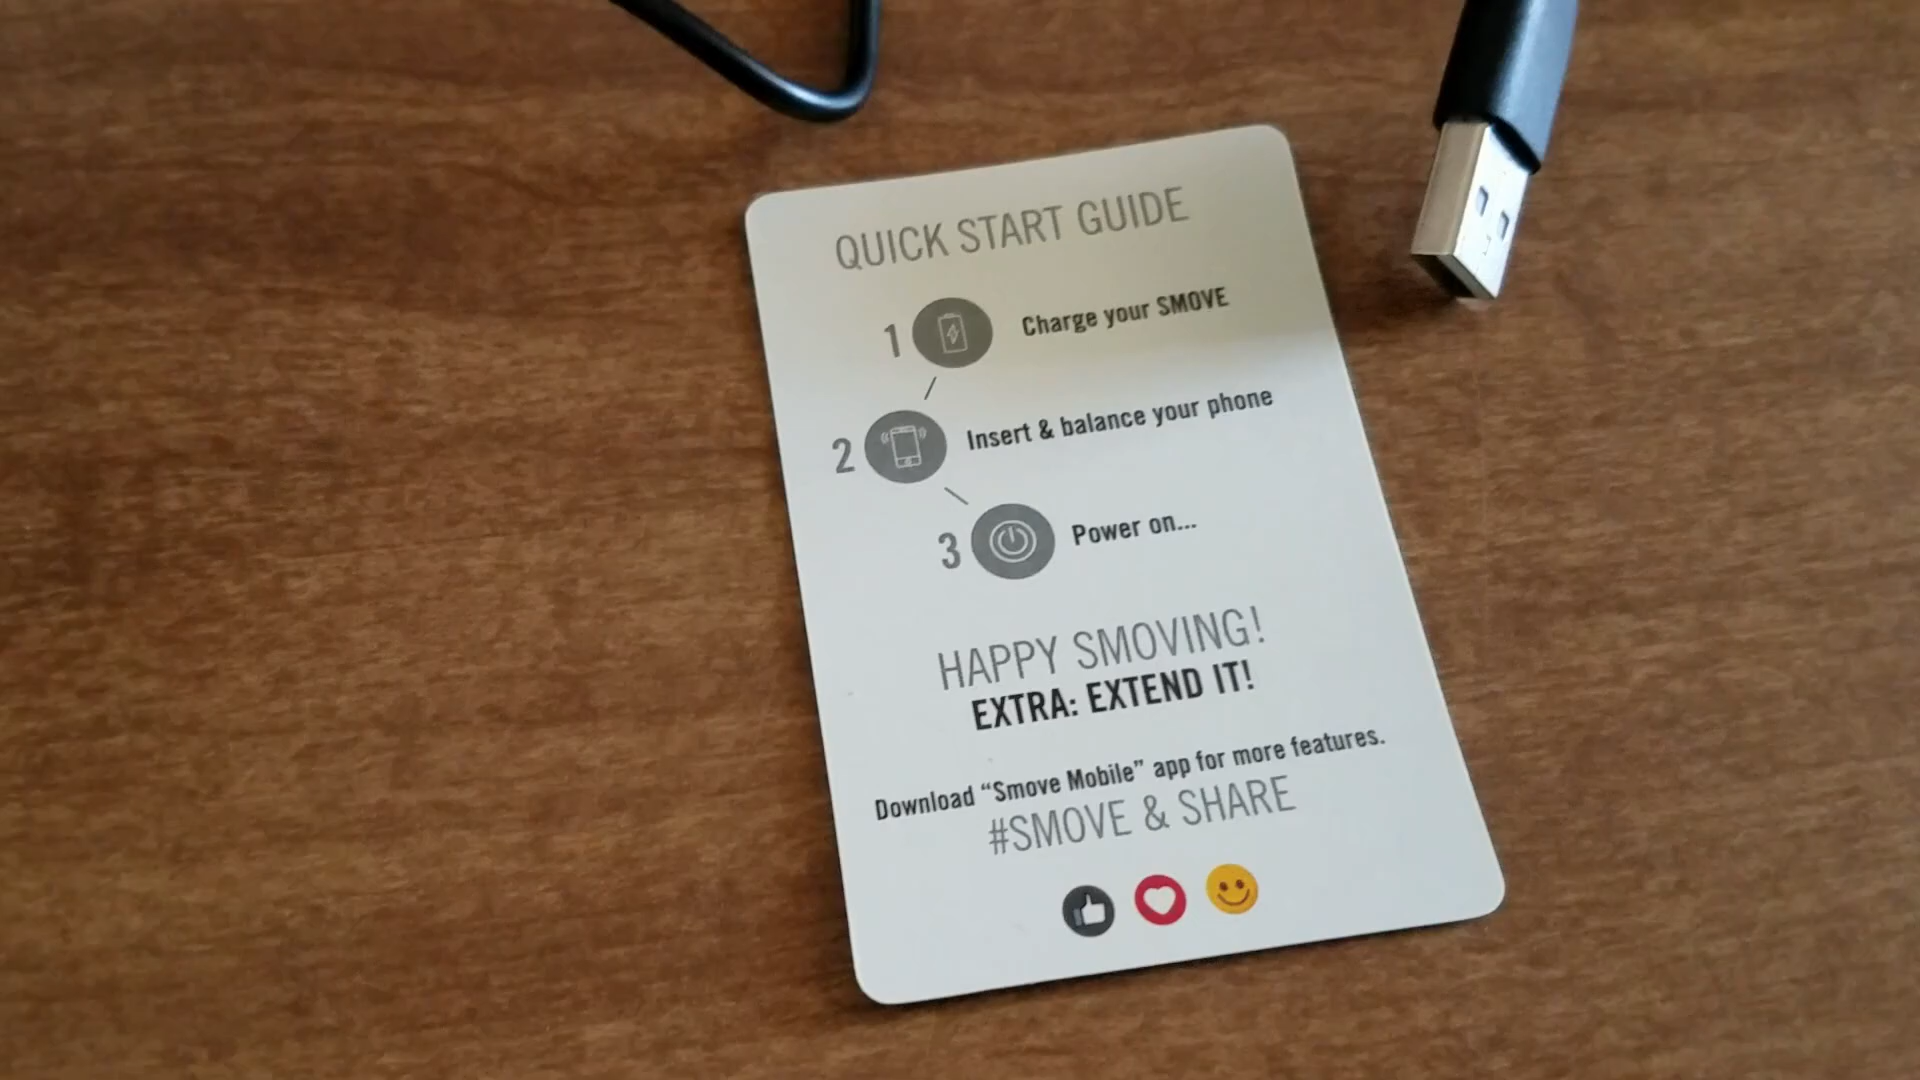 QUICK START GUIDE
1 Charge your SMOVE
2 Insert & balance your phone
3 Power on...
HAPPY SMOVING!
EXTRA: EXTEND IT!
Download “Smove Mobile” app for more features.
#SMOVE & SHARE